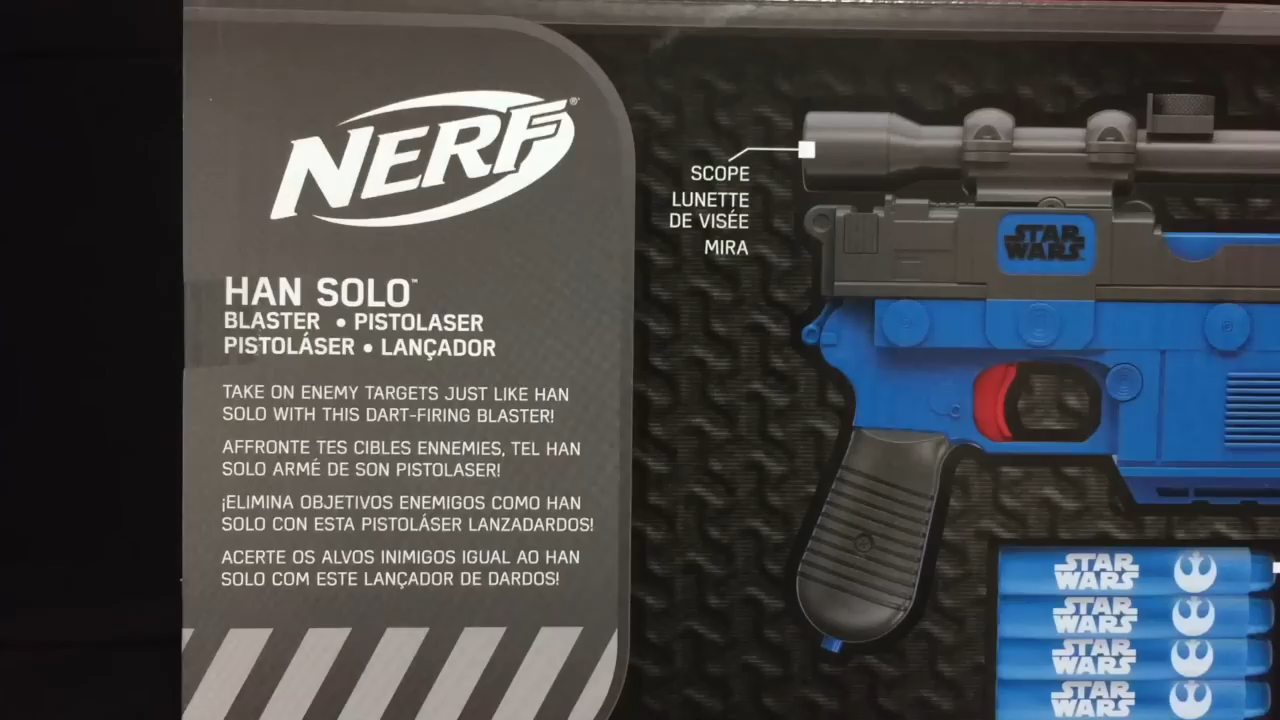 NERF®
HAN SOLO™
BLASTER • PISTOLASER
PISTOLÁSER • LANÇADOR
TAKE ON ENEMY TARGETS JUST LIKE HAN
SOLO WITH THIS DART-FIRING BLASTER!
AFFRONTE TES CIBLES ENNEMIES, TEL HAN
SOLO ARMÉ DE SON PISTOLASER!
¡ELIMINA OBJETIVOS ENEMIGOS COMO HAN
SOLO CON ESTA PISTOLÁSER LANZADARDOS!
ACERTE OS ALVOS INIMIGOS IGUAL AO HAN
SOLO COM ESTE LANÇADOR DE DARDOS!
SCOPE
LUNETTE
DE VISÉE
MIRA
STAR
WARS
STAR
WARS
STAR
WARS
STAR
WARS
STAR
WARS